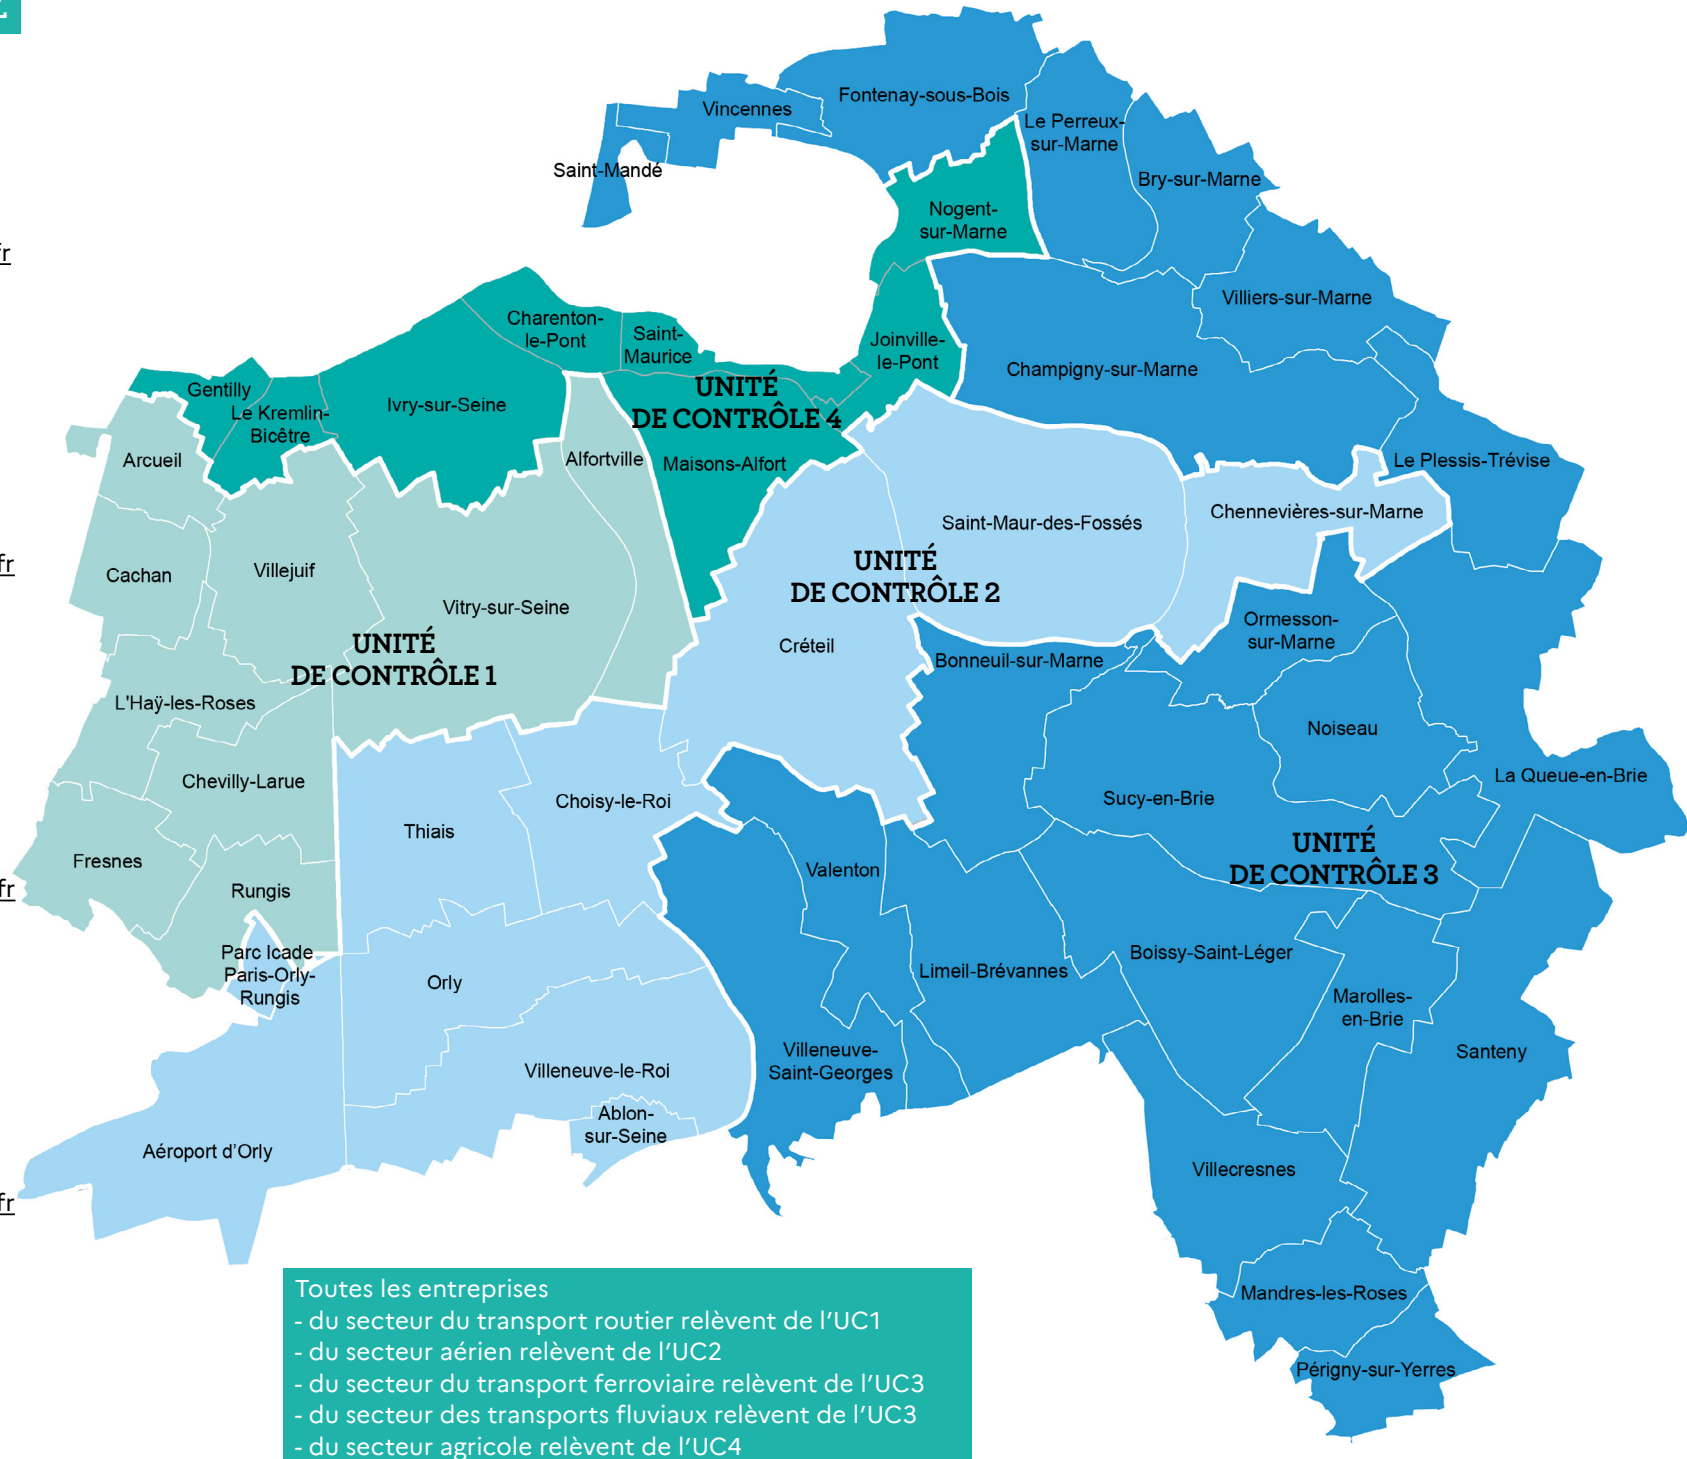 fr
fr
fr
fr
Fontenay-sous-Bois
Vincennes
Le Perreux-
sur-Marne
Saint-Mandé
Bry-sur-Marne
Nogent-
sur-Marne
Villiers-sur-Marne
Charenton-
le-Pont
Saint-
Maurice
Joinville-
le-Pont
Champigny-sur-Marne
Gentilly
Le Kremlin-
Bicêtre
Ivry-sur-Seine
UNITÉ
DE CONTRÔLE 4
Arcueil
Alfortville
Maisons-Alfort
Le Plessis-Trévise
Saint-Maur-des-Fossés
Chennevières-sur-Marne
Cachan
Villejuif
Vitry-sur-Seine
UNITÉ
DE CONTRÔLE 2
Ormesson-
sur-Marne
UNITÉ
DE CONTRÔLE 1
Créteil
Bonneuil-sur-Marne
L'Haÿ-les-Roses
Noiseau
Chevilly-Larue
La Queue-en-Brie
Choisy-le-Roi
Sucy-en-Brie
Thiais
UNITÉ
DE CONTRÔLE 3
Fresnes
Valenton
Rungis
Parc Icade
Paris-Orly-
Rungis
Orly
Limeil-Brévannes
Boissy-Saint-Léger
Marolles-
en-Brie
Villeneuve-
Saint-Georges
Santeny
Villeneuve-le-Roi
Ablon-
sur-Seine
Aéroport d’Orly
Villecresnes
Mandres-les-Roses
Périgny-sur-Yerres
Toutes les entreprises
- du secteur du transport routier relèvent de l’UC1
- du secteur aérien relèvent de l’UC2
- du secteur du transport ferroviaire relèvent de l’UC3
- du secteur des transports fluviaux relèvent de l’UC3
- du secteur agricole relèvent de l’UC4